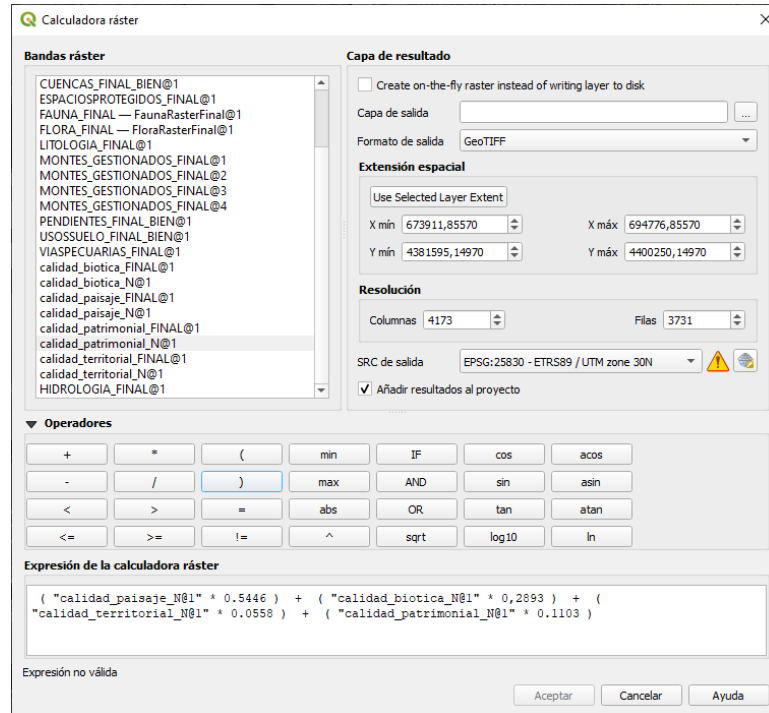 Calculadora ráster
Bandas ráster
CUENCAS_FINAL_BIEN@1
ESPACIOSPROTEGIDOS_FINAL@1
FAUNA_FINAL — FaunaRasterFinal@1
FLORA_FINAL — FloraRasterFinal@1
LITOLOGIA_FINAL@1
MONTES_GESTIONADOS_FINAL@1
MONTES_GESTIONADOS_FINAL@2
MONTES_GESTIONADOS_FINAL@3
MONTES_GESTIONADOS_FINAL@4
PENDIENTES_FINAL_BIEN@1
USOSSUELO_FINAL_BIEN@1
VIASPECUARIAS_FINAL@1
calidad_biotica_FINAL@1
calidad_biotica_N@1
calidad_paisaje_FINAL@1
calidad_paisaje_N@1
calidad_patrimonial_FINAL@1
calidad_patrimonial_N@1
calidad_territorial_FINAL@1
calidad_territorial_N@1
HIDROLOGIA_FINAL@1
Capa de resultado
Create on-the-fly raster instead of writing layer to disk
Capa de salida ...
Formato de salida GeoTIFF
Extensión espacial
Use Selected Layer Extent
X mín 673911,85570 X máx 694776,85570
Y mín 4381595,14970 Y máx 4400250,14970
Resolución
Columnas 4173 Filas 3731
SRC de salida EPSG:25830 - ETRS89 / UTM zone 30N
Añadir resultados al proyecto
Operadores
+ * ( min IF cos acos
- / ) max AND sin asin
< > = abs OR tan atan
<= >= != ^ sqrt log10 ln
Expresión de la calculadora ráster
( "calidad_paisaje_N@1" * 0.5446 ) + ( "calidad_biotica_N@1" * 0,2893 ) + (
"calidad_territorial_N@1" * 0.0558 ) + ( "calidad_patrimonial_N@1" * 0.1103 )
Expresión no válida
Aceptar Cancelar Ayuda